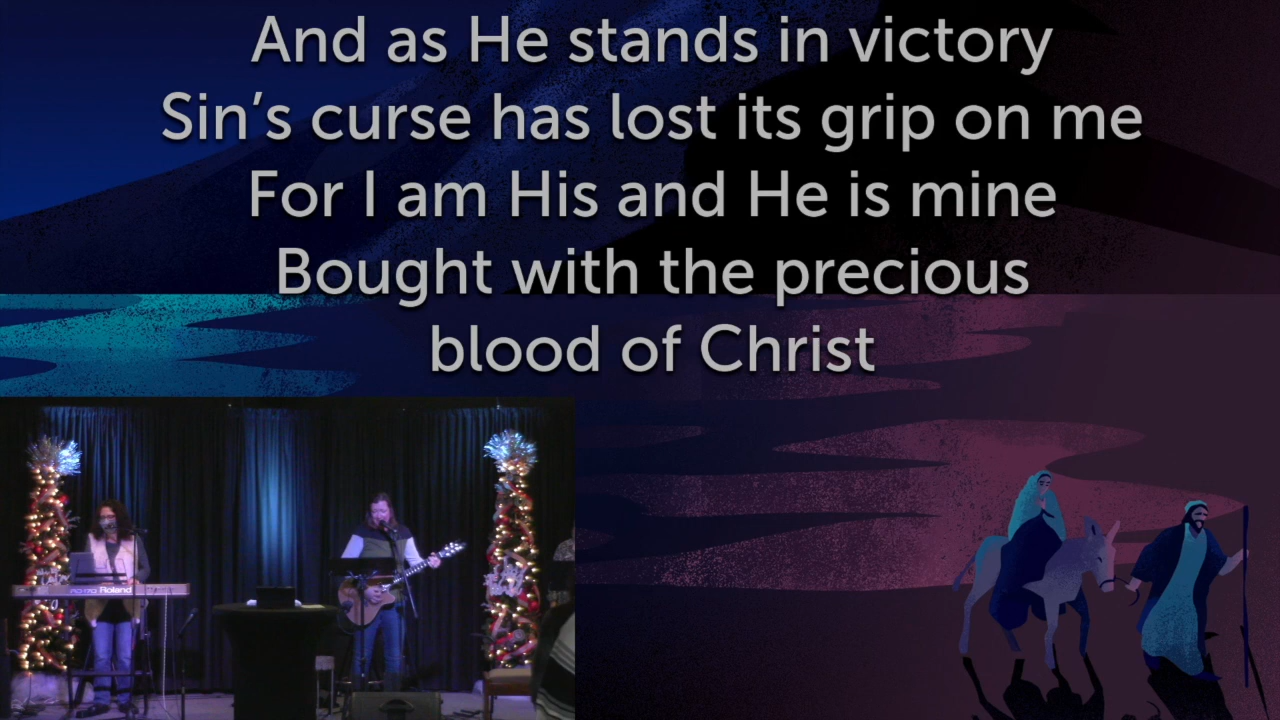 And as He stands in victory
Sin’s curse has lost its grip on me
For I am His and He is mine
Bought with the precious
blood of Christ
Roland